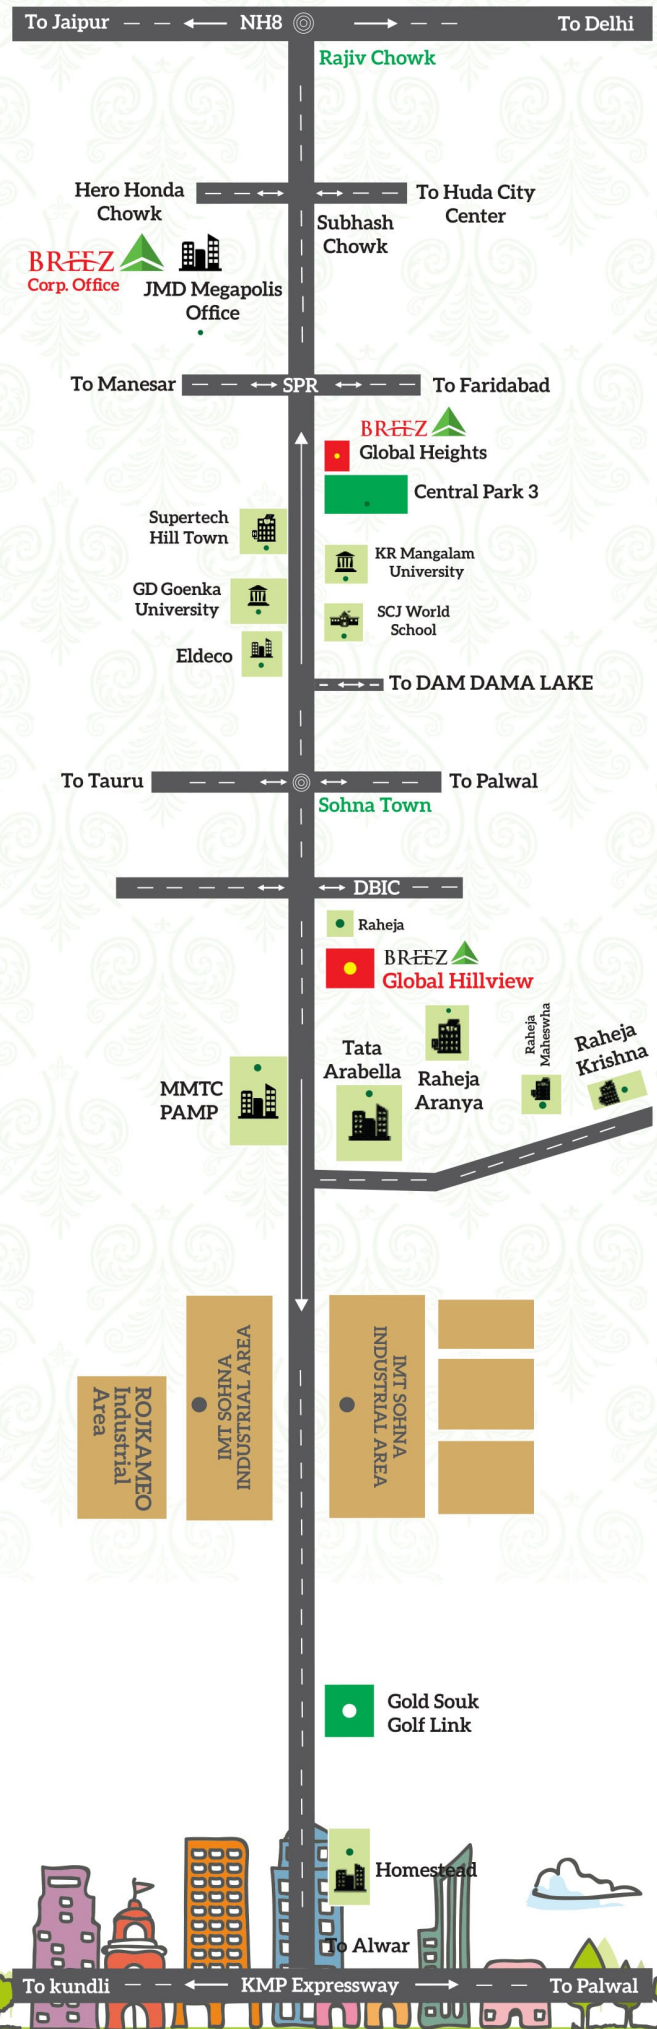 To Jaipur
NH8
To Delhi
Rajiv Chowk
Hero Honda
Chowk
To Huda City
Center
Subhash
Chowk
BREEZ
Corp. Office
JMD Megapolis
Office
To Manesar
SPR
To Faridabad
BREEZ
Global Heights
Central Park 3
Supertech
Hill Town
KR Mangalam
University
GD Goenka
University
SCJ World
School
Eldeco
To DAM DAMA LAKE
To Tauru
To Palwal
Sohna Town
DBIC
Raheja
BREEZ
Global Hillview
Raheja
Maheswha
Raheja
Krishna
Tata
Arabella
Raheja
Aranya
MMTC
PAMP
ROJKAMEO
Industrial
Area
IMT SOHNA
INDUSTRIAL AREA
IMT SOHNA
INDUSTRIAL AREA
Gold Souk
Golf Link
Homestead
To Alwar
To kundli
KMP Expressway
To Palwal